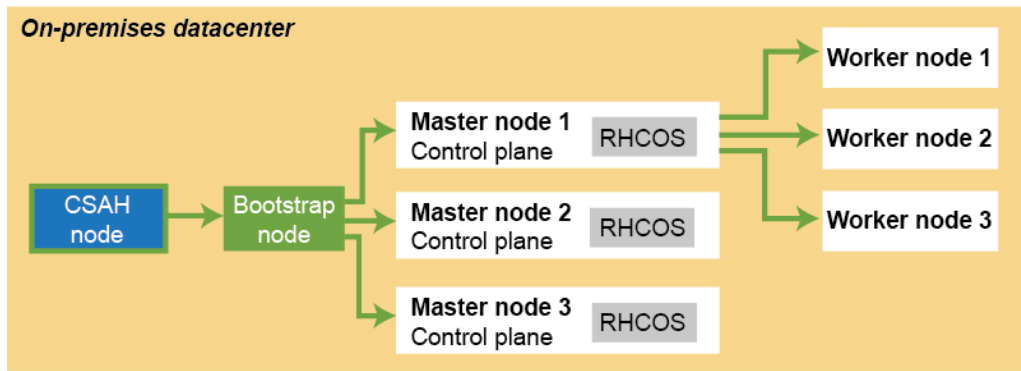 On-premises datacenter
CSAH
node
Bootstrap
node
Master node 1
Control plane
RHCOS
Master node 2
Control plane
RHCOS
Master node 3
Control plane
RHCOS
Worker node 1
Worker node 2
Worker node 3